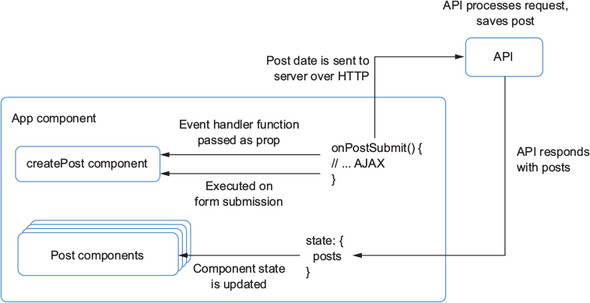 API processes request,
saves post
API
Post date is sent to
server over HTTP
App component
Event handler function
passed as prop
createPost component
onPostSubmit() {
// ... AJAX
}
Executed on
form submission
API responds
with posts
Post components
Component state
is updated
state: {
posts
}